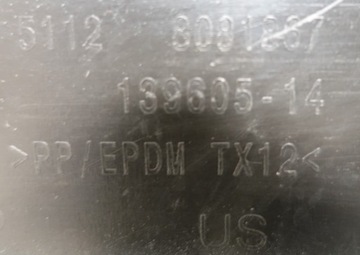 5112 8081287
139605-14
>PP/EPDM TX12<
US